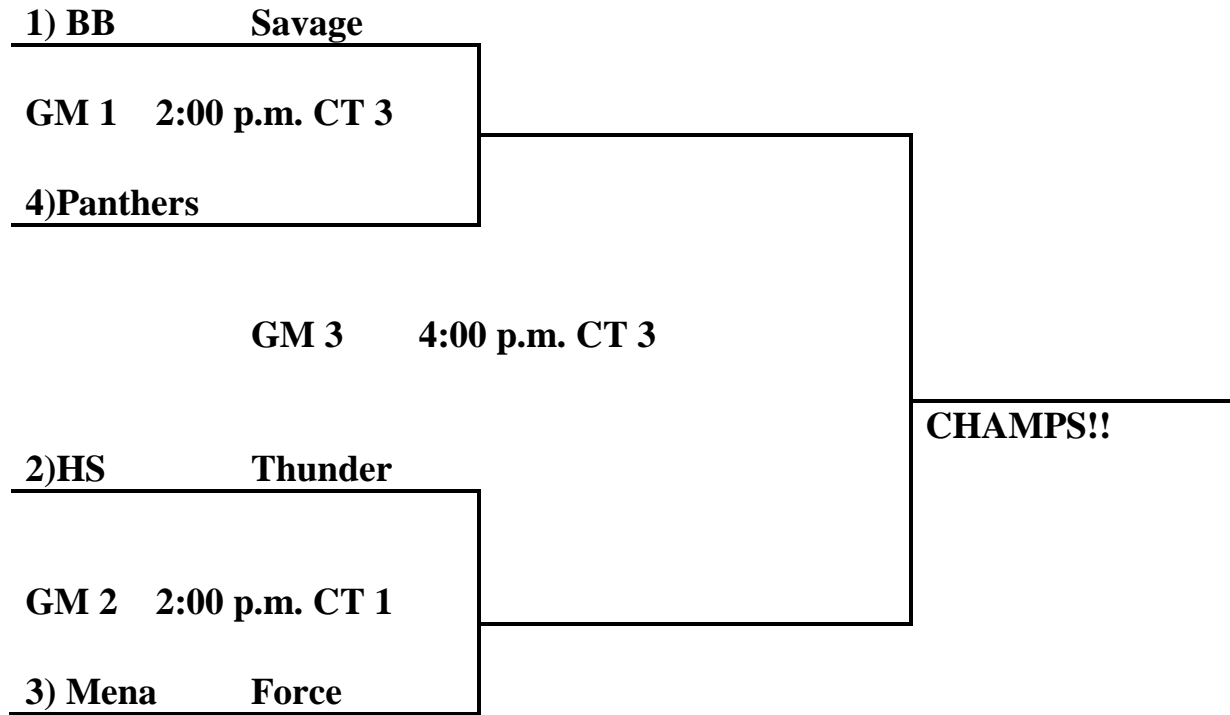 1) BB Savage
GM 1 2:00 p.m. CT 3
4)Panthers
GM 3 4:00 p.m. CT 3
CHAMPS!!
2)HS Thunder
GM 2 2:00 p.m. CT 1
3) Mena Force